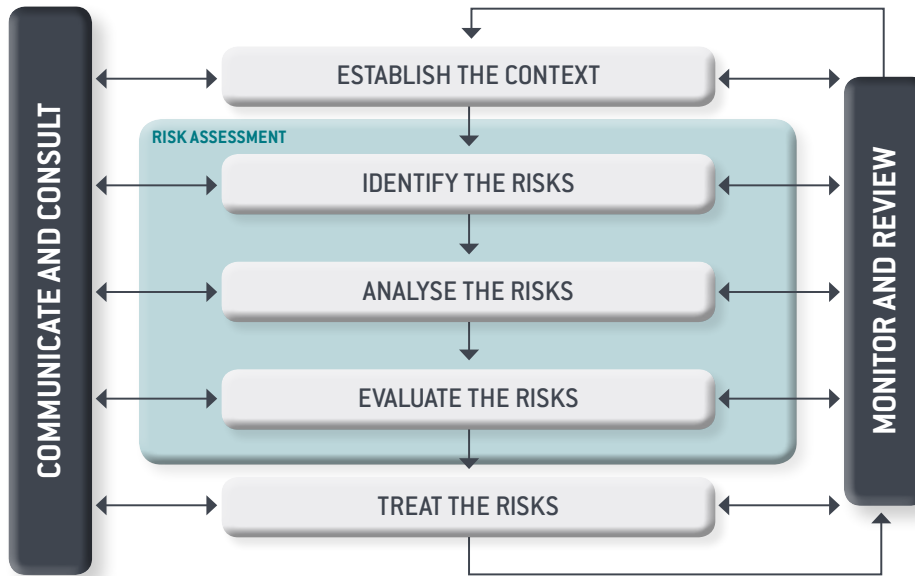 COMMUNICATE AND CONSULT
ESTABLISH THE CONTEXT
RISK ASSESSMENT
IDENTIFY THE RISKS
ANALYSE THE RISKS
EVALUATE THE RISKS
TREAT THE RISKS
MONITOR AND REVIEW